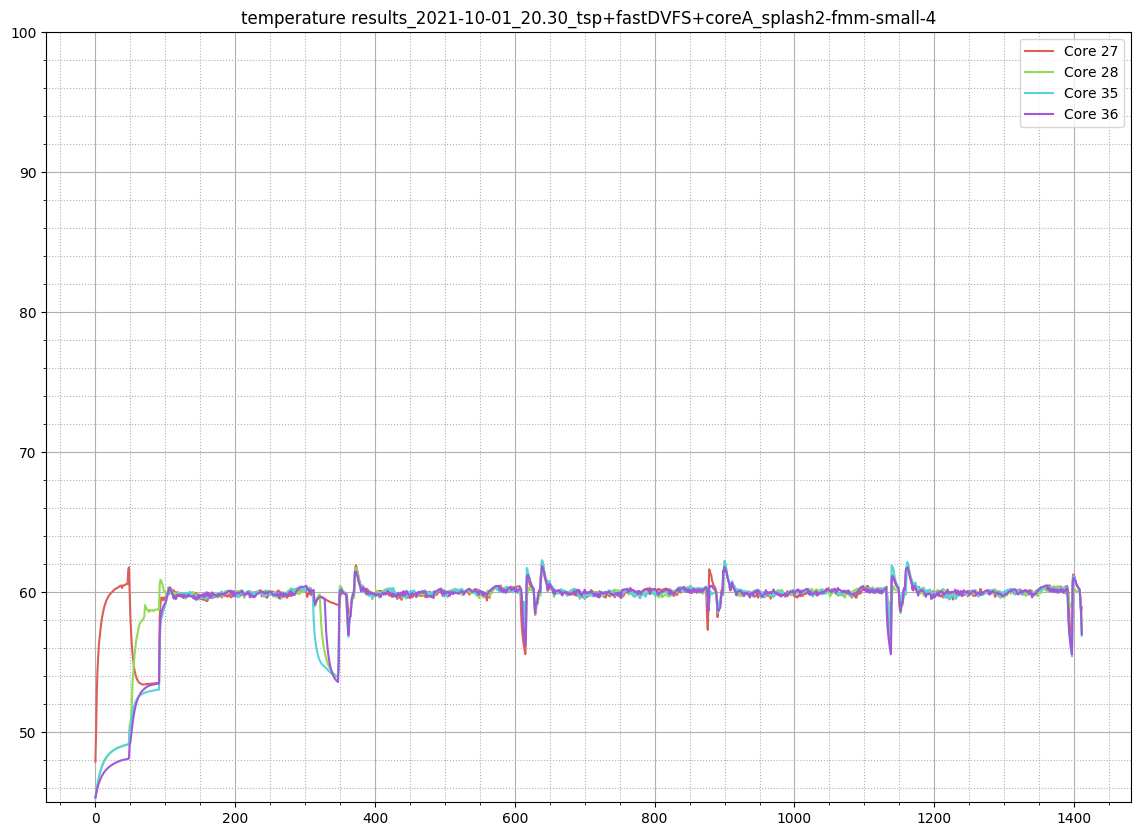 temperature results_2021-10-01_20.30_tsp+fastDVFS+coreA_splash2-fmm-small-4
Core 27
Core 28
Core 35
Core 36
100
90
80
70
60
50
0 200 400 600 800 1000 1200 1400